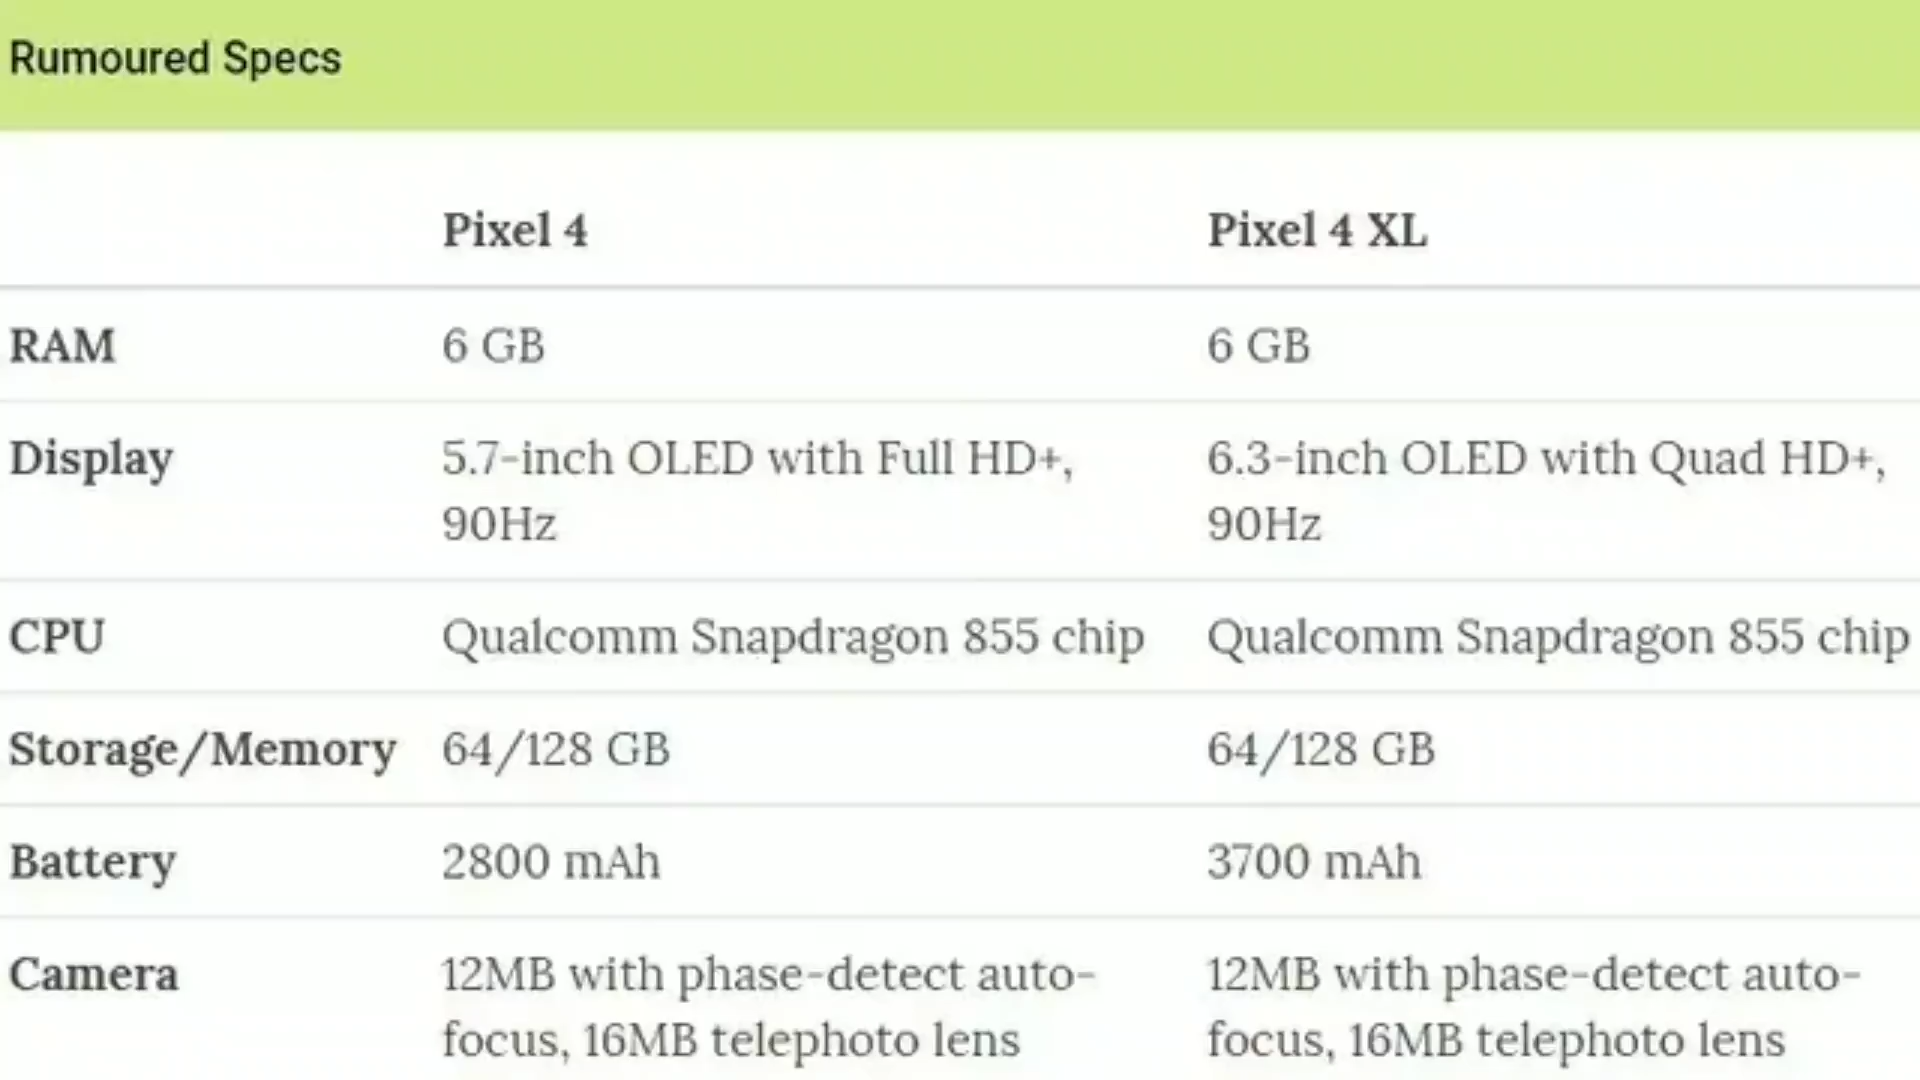 Rumoured Specs
Pixel 4 Pixel 4 XL
RAM 6 GB 6 GB
Display 5.7-inch OLED with Full HD+, 6.3-inch OLED with Quad HD+,
90Hz 90Hz
CPU Qualcomm Snapdragon 855 chip Qualcomm Snapdragon 855 chip
Storage/Memory 64/128 GB 64/128 GB
Battery 2800 mAh 3700 mAh
Camera 12MB with phase-detect auto- 12MB with phase-detect auto-
focus, 16MB telephoto lens focus, 16MB telephoto lens